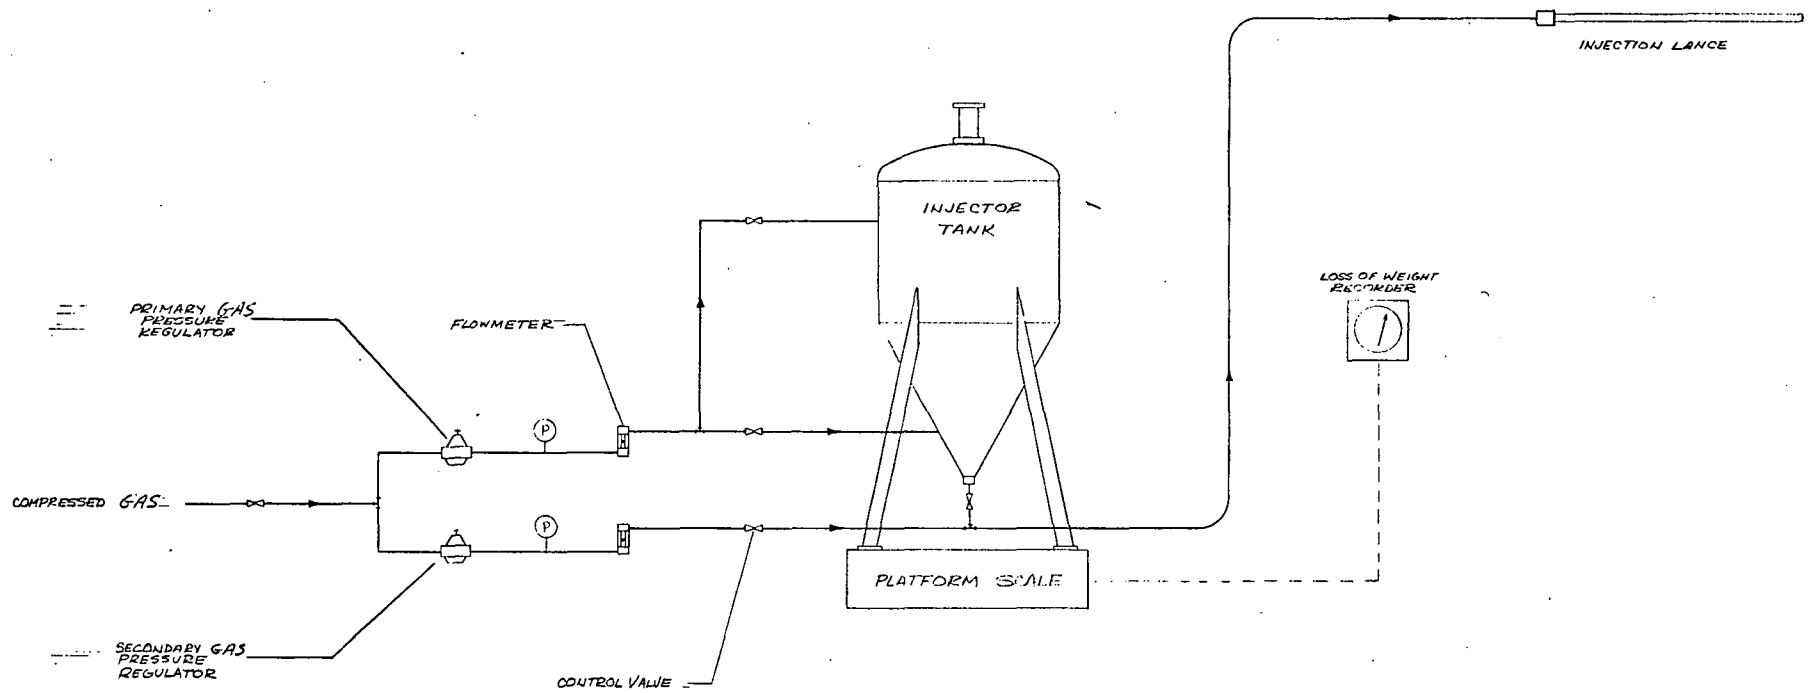 INJECTION LANCE
INJECTOR
TANK
LOSS OF WEIGHT
RECORDER
PRIMARY GAS
PRESSURE
REGULATOR
FLOWMETER
P
COMPRESSED GAS
P
PLATFORM SCALE
SECONDARY GAS
PRESSURE
REGULATOR
CONTROL VALVE